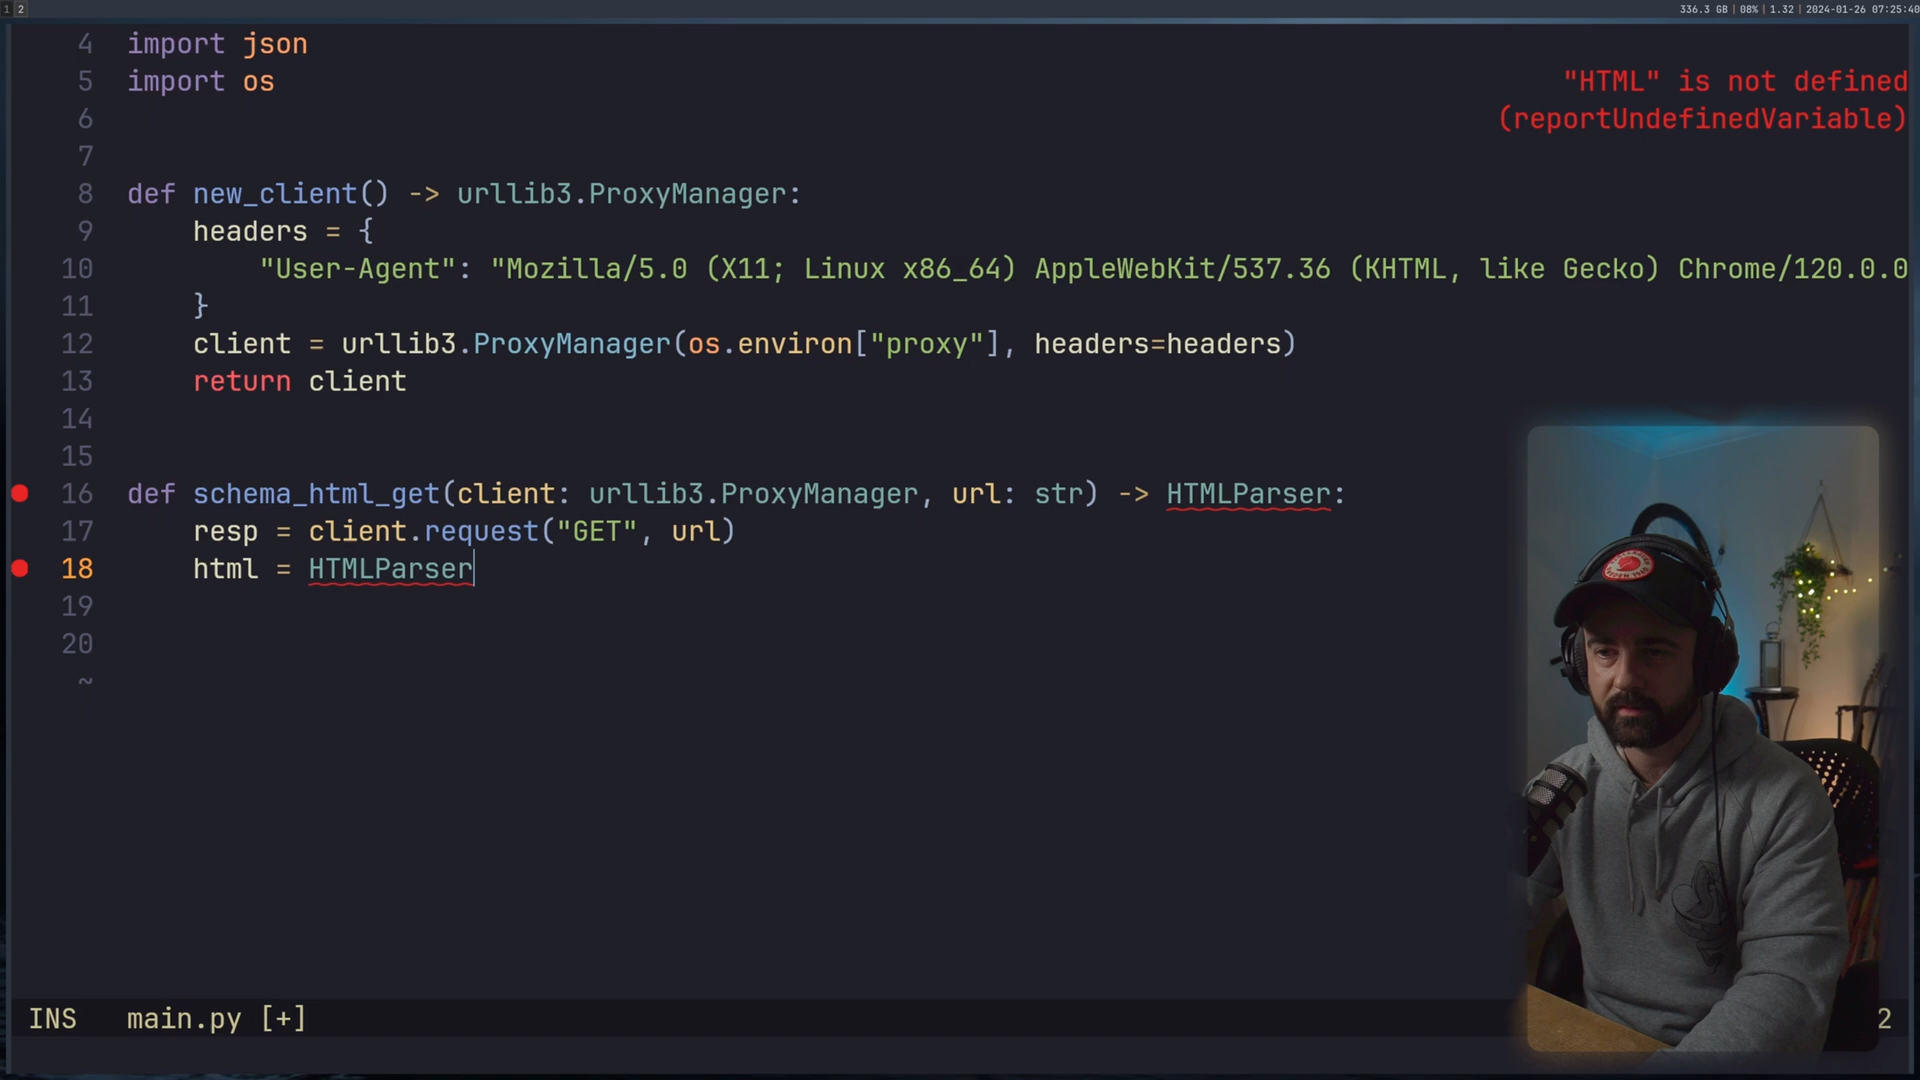 1 2
336.3 GB | 08% | 1.32 | 2024-01-26 07:25:40
4 import json
5 import os
"HTML" is not defined
(reportUndefinedVariable)
6
7
8 def new_client() -> urllib3.ProxyManager:
9 headers = {
10 "User-Agent": "Mozilla/5.0 (X11; Linux x86_64) AppleWebKit/537.36 (KHTML, like Gecko) Chrome/120.0.0
11 }
12 client = urllib3.ProxyManager(os.environ["proxy"], headers=headers)
13 return client
14
15
16 def schema_html_get(client: urllib3.ProxyManager, url: str) -> HTMLParser:
17 resp = client.request("GET", url)
18 html = HTMLParser
19
20
~
INS main.py [+]
2